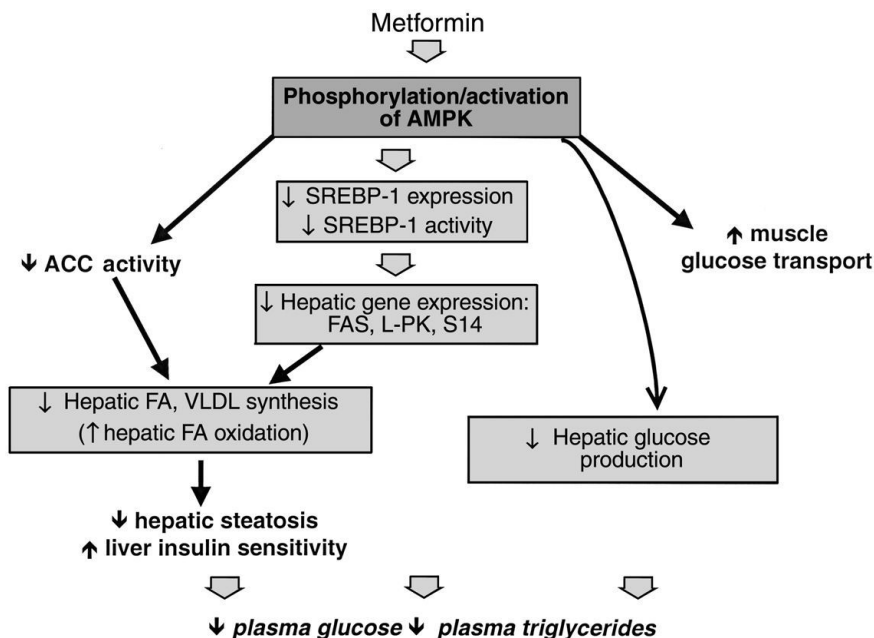 Metformin
Phosphorylation/activation
of AMPK
↓ SREBP-1 expression
↓ SREBP-1 activity
↑ muscle
glucose transport
↓ ACC activity
↓ Hepatic gene expression:
FAS, L-PK, S14
↓ Hepatic FA, VLDL synthesis
(↑hepatic FA oxidation)
↓ Hepatic glucose
production
↓ hepatic steatosis
↑ liver insulin sensitivity
↓ plasma glucose ↓ plasma triglycerides